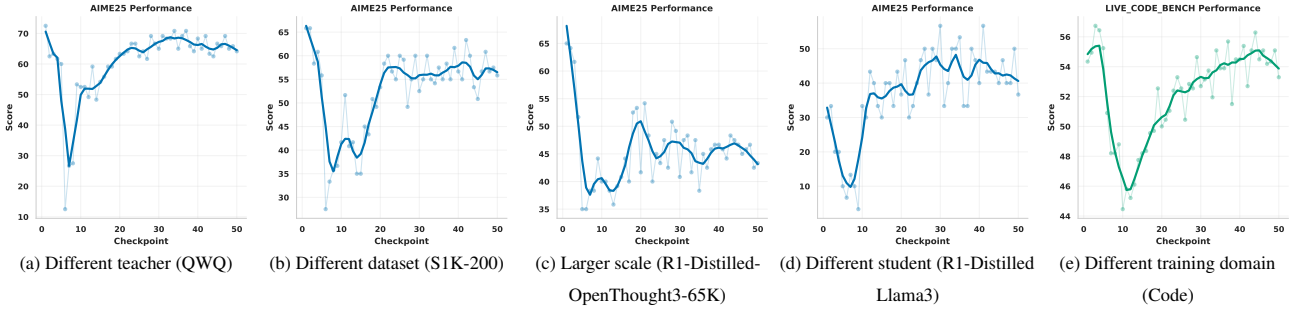 AIME25 Performance
70
60
50
40
30
20
10
0 10 20 30 40 50
Score
Checkpoint
(a) Different teacher (QWQ)
AIME25 Performance
65
60
55
50
45
40
35
30
0 10 20 30 40 50
Score
Checkpoint
(b) Different dataset (S1K-200)
AIME25 Performance
65
60
55
50
45
40
35
0 10 20 30 40 50
Score
Checkpoint
(c) Larger scale (R1-Distilled-
OpenThought3-65K)
AIME25 Performance
50
40
30
20
10
0 10 20 30 40 50
Score
Checkpoint
(d) Different student (R1-Distilled
Llama3)
LIVE_CODE_BENCH Performance
56
54
52
50
48
46
44
0 10 20 30 40 50
Score
Checkpoint
(e) Different training domain
(Code)